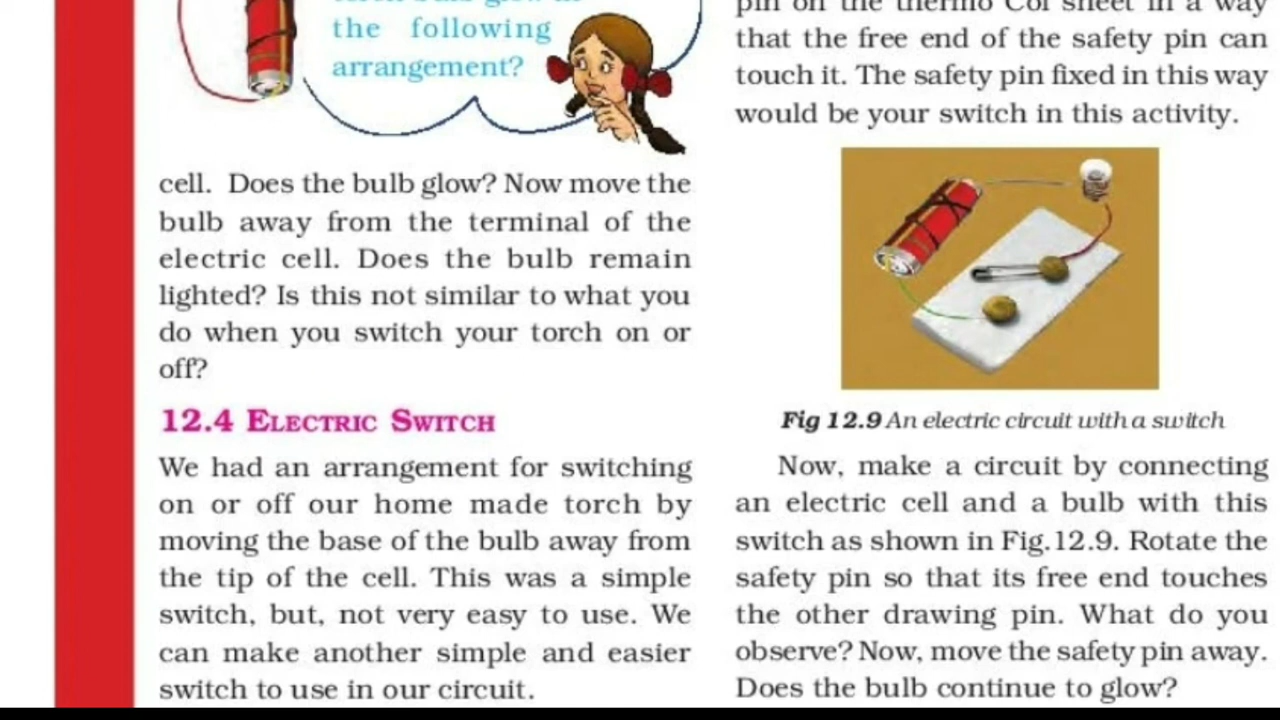 the following
arrangement?
cell. Does the bulb glow? Now move the
bulb away from the terminal of the
electric cell. Does the bulb remain
lighted? Is this not similar to what you
do when you switch your torch on or
off?
12.4 ELECTRIC SWITCH
We had an arrangement for switching
on or off our home made torch by
moving the base of the bulb away from
the tip of the cell. This was a simple
switch, but, not very easy to use. We
can make another simple and easier
switch to use in our circuit.
pin on the thermo Col sheet in a way
that the free end of the safety pin can
touch it. The safety pin fixed in this way
would be your switch in this activity.
Fig 12.9 An electric circuit with a switch
Now, make a circuit by connecting
an electric cell and a bulb with this
switch as shown in Fig.12.9. Rotate the
safety pin so that its free end touches
the other drawing pin. What do you
observe? Now, move the safety pin away.
Does the bulb continue to glow?